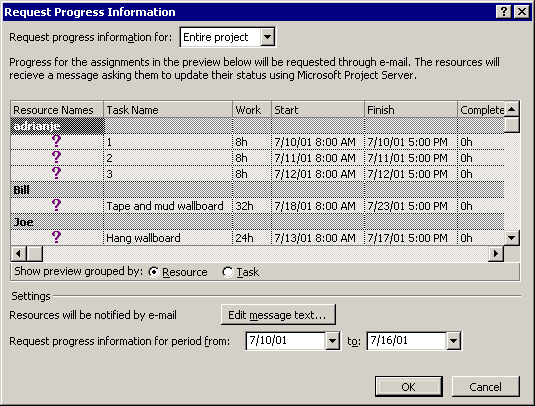 Request Progress Information
Request progress information for: Entire project
Progress for the assignments in the preview below will be requested through e-mail. The resources will
recieve a message asking them to update their status using Microsoft Project Server.
Resource Names Task Name Work Start Finish Complete
adrianje
? 1 8h 7/10/01 8:00 AM 7/10/01 5:00 PM 0h
? 2 8h 7/11/01 8:00 AM 7/11/01 5:00 PM 0h
? 3 8h 7/12/01 8:00 AM 7/12/01 5:00 PM 0h
Bill
? Tape and mud wallboard 32h 7/18/01 8:00 AM 7/23/01 5:00 PM 0h
Joe
? Hang wallboard 24h 7/13/01 8:00 AM 7/17/01 5:00 PM 0h
Show preview grouped by: Resource Task
Settings
Resources will be notified by e-mail Edit message text...
Request progress information for period from: 7/10/01 to: 7/16/01
OK Cancel